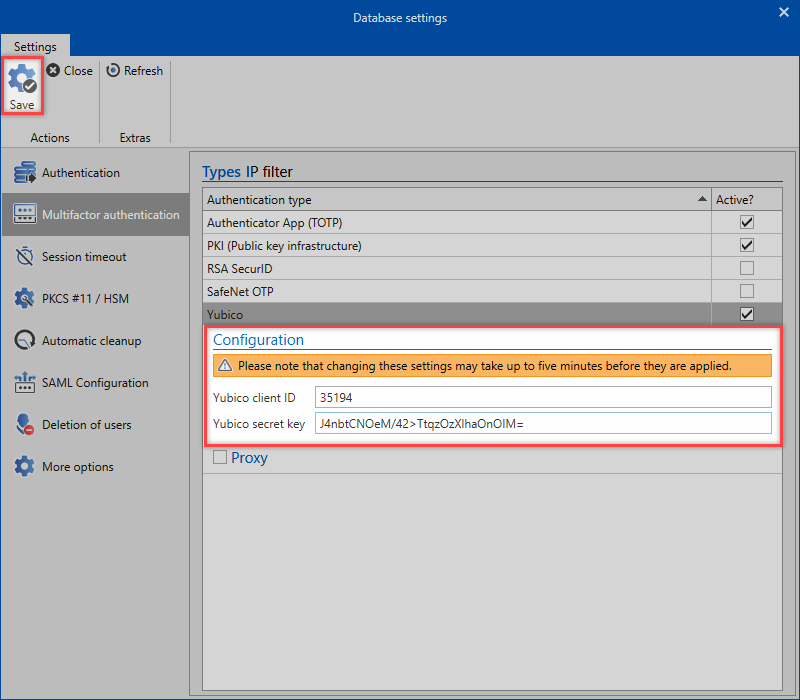 Database settings
Settings
Save
Close
Refresh
Actions
Extras
Authentication
Multifactor authentication
Session timeout
PKCS #11 / HSM
Automatic cleanup
SAML Configuration
Deletion of users
More options
Types IP filter
Authentication type Active?
Authenticator App (TOTP)
PKI (Public key infrastructure)
RSA SecurID
SafeNet OTP
Yubico
Configuration
Please note that changing these settings may take up to five minutes before they are applied.
Yubico client ID 35194
Yubico secret key J4nbtCNOeM/42>TtqzOzXlhaOnOIM=
Proxy